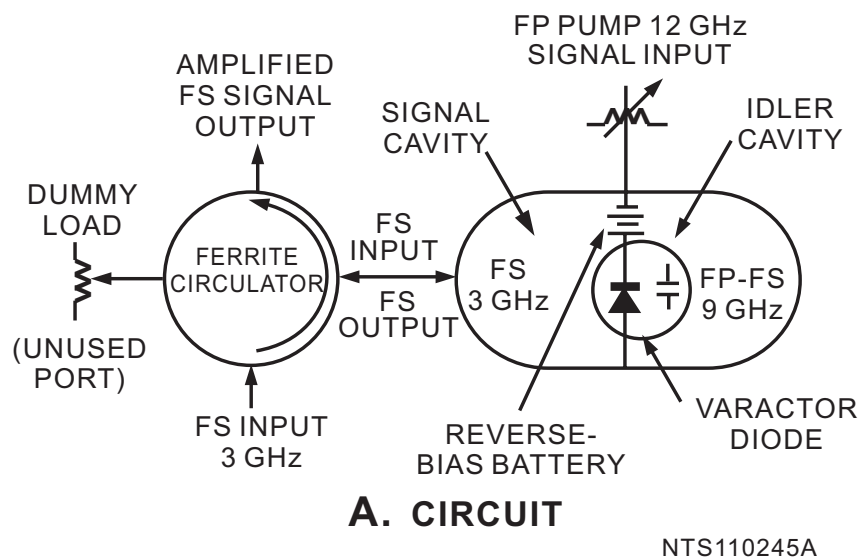 FP PUMP 12 GHz
SIGNAL INPUT
AMPLIFIED
FS SIGNAL
OUTPUT
SIGNAL
CAVITY
IDLER
CAVITY
DUMMY
LOAD
FERRITE
CIRCULATOR
FS
INPUT
FS
OUTPUT
FS
3 GHz
FP-FS
9 GHz
(UNUSED
PORT)
FS INPUT
3 GHz
REVERSE-
BIAS BATTERY
VARACTOR
DIODE
A. CIRCUIT
NTS110245A